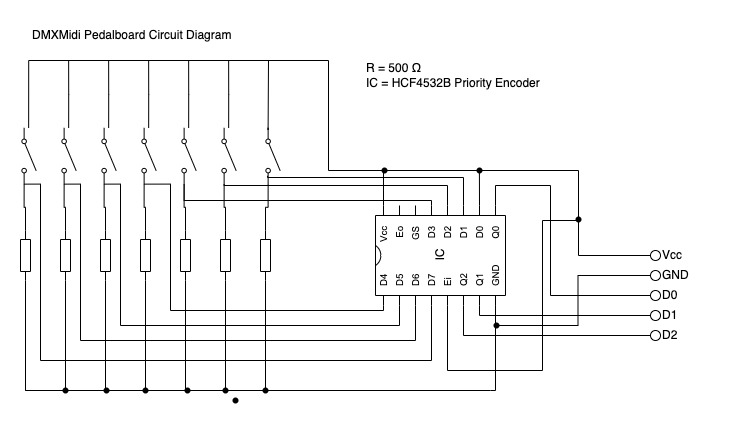 DMXMidi Pedalboard Circuit Diagram
R = 500 Ω
IC = HCF4532B Priority Encoder
Vcc Eo GS D3 D2 D1 D0 Q0
IC
D4 D5 D6 D7 Ei Q2 Q1 GND
Vcc
GND
D0
D1
D2